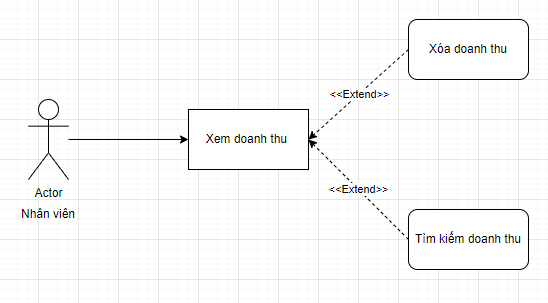 Xóa doanh thu
<<Extend>>
Xem doanh thu
Actor
Nhân viên
<<Extend>>
Tìm kiếm doanh thu